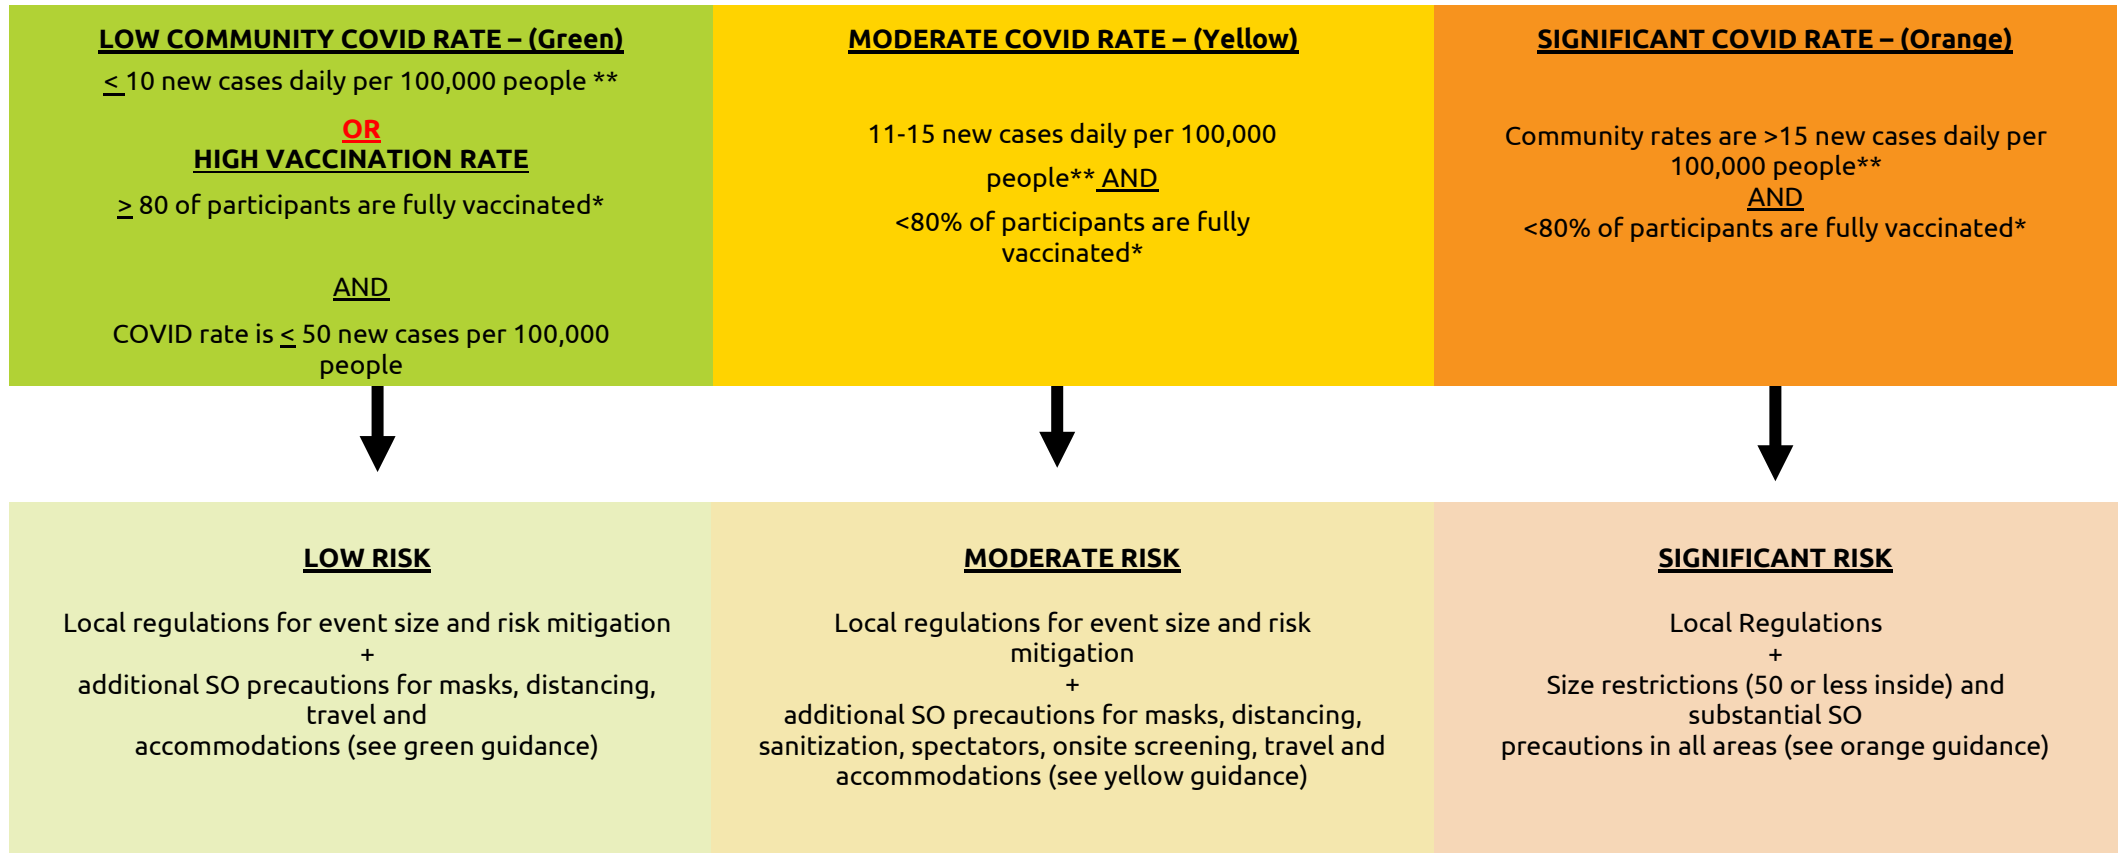 LOW COMMUNITY COVID RATE – (Green)
< 10 new cases daily per 100,000 people **
OR
HIGH VACCINATION RATE
> 80 of participants are fully vaccinated*
AND
COVID rate is < 50 new cases per 100,000
people
MODERATE COVID RATE – (Yellow)
11-15 new cases daily per 100,000
people** AND
<80% of participants are fully
vaccinated*
SIGNIFICANT COVID RATE – (Orange)
Community rates are >15 new cases daily per
100,000 people**
AND
<80% of participants are fully vaccinated*
LOW RISK
Local regulations for event size and risk mitigation
+
additional SO precautions for masks, distancing,
travel and
accommodations (see green guidance)
MODERATE RISK
Local regulations for event size and risk
mitigation
+
additional SO precautions for masks, distancing,
sanitization, spectators, onsite screening, travel and
accommodations (see yellow guidance)
SIGNIFICANT RISK
Local Regulations
+
Size restrictions (50 or less inside) and
substantial SO
precautions in all areas (see orange guidance)